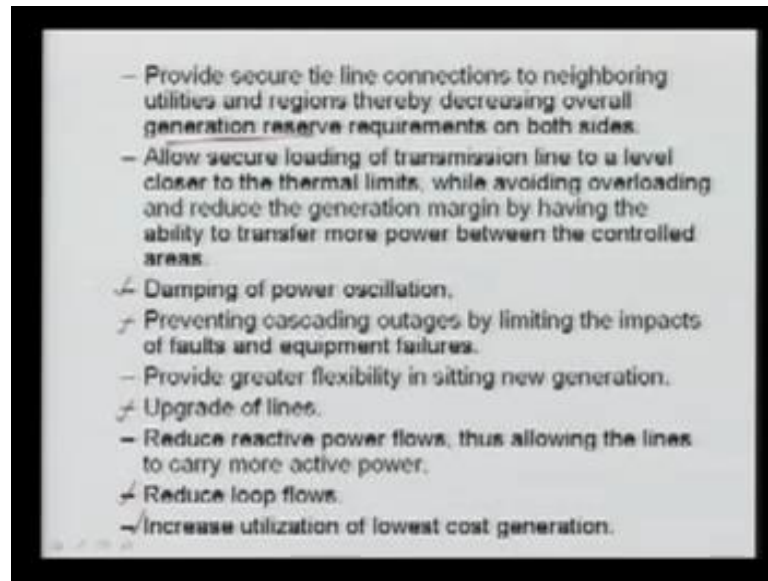 – Provide secure tie line connections to neighboring
utilities and regions thereby decreasing overall
generation reserve requirements on both sides.
– Allow secure loading of transmission line to a level
closer to the thermal limits, while avoiding overloading
and reduce the generation margin by having the
ability to transfer more power between the controlled
areas.
– Damping of power oscillation.
– Preventing cascading outages by limiting the impacts
of faults and equipment failures.
– Provide greater flexibility in sitting new generation.
– Upgrade of lines.
– Reduce reactive power flows, thus allowing the lines
to carry more active power.
– Reduce loop flows.
– Increase utilization of lowest cost generation.